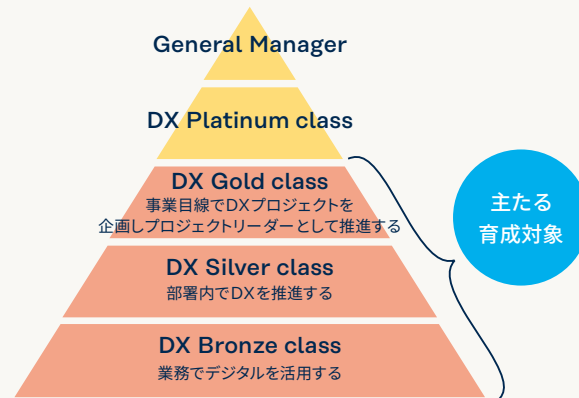 General Manager
DX Platinum class
DX Gold class
事業目線でDXプロジェクトを
企画しプロジェクトリーダーとして推進する
DX Silver class
部署内でDXを推進する
DX Bronze class
業務でデジタルを活用する
主たる
育成対象